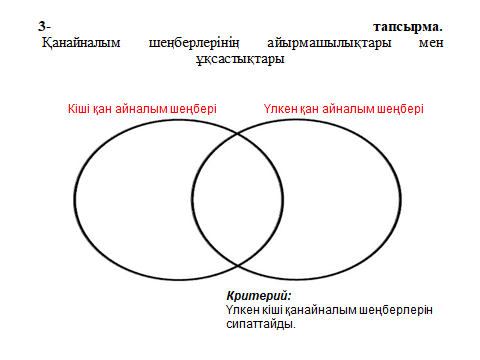 3- тапсырма.
Қанайналым шеңберлерінің айырмашылықтары мен
ұқсастықтары
Кіші қан айналым шеңбері Үлкен қан айналым шеңбері
Критерий:
Үлкен кіші қанайналым шеңберлерін
сипаттайды.